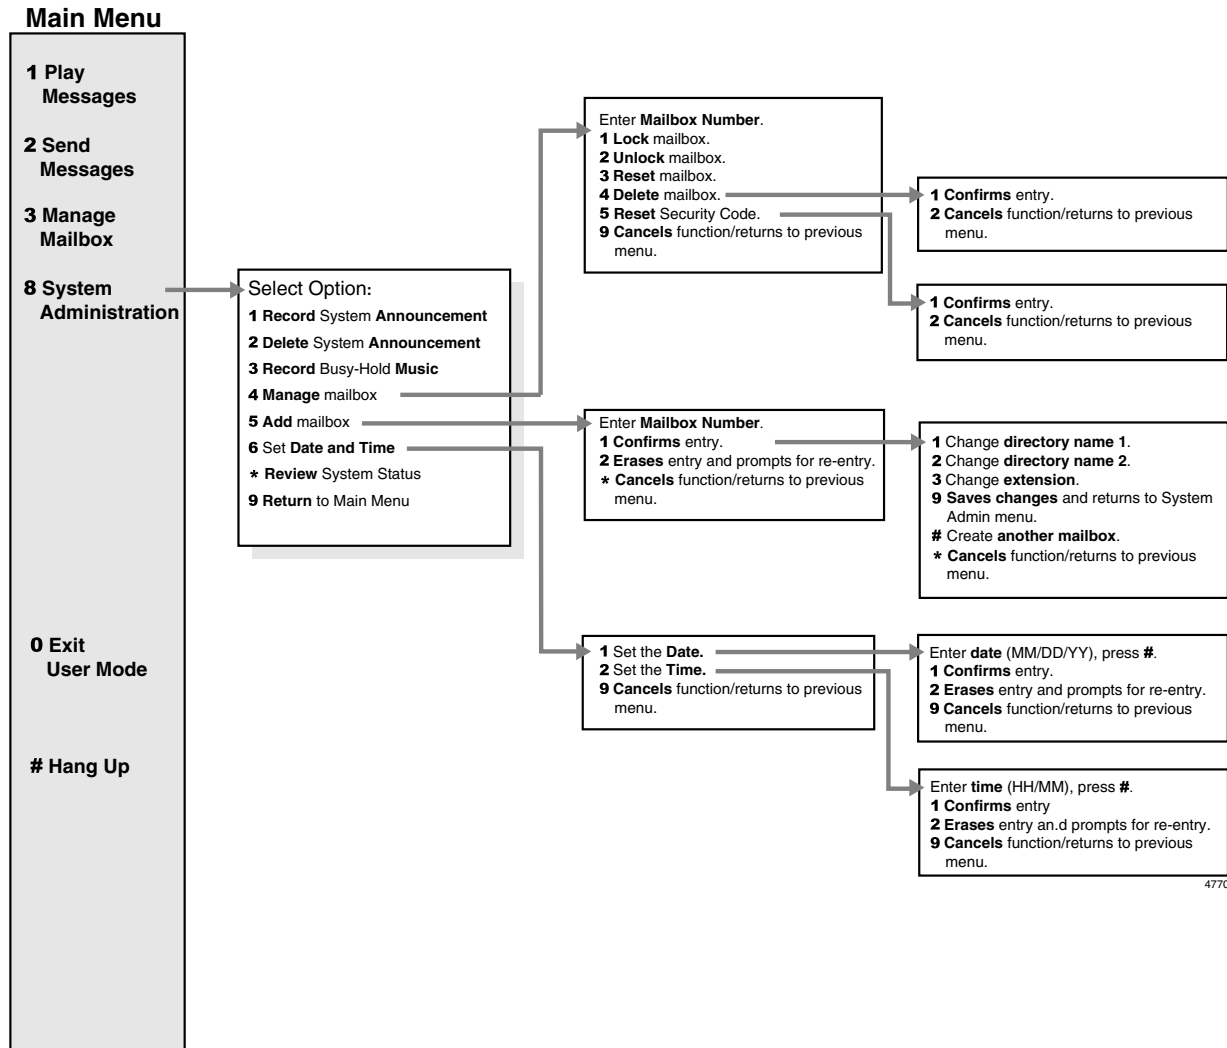 Main Menu
1 Play
Messages
2 Send
Messages
3 Manage
Mailbox
8 System
Administration
0 Exit
User Mode
# Hang Up
Select Option:
1 Record System Announcement
2 Delete System Announcement
3 Record Busy-Hold Music
4 Manage mailbox
5 Add mailbox
6 Set Date and Time
* Review System Status
9 Return to Main Menu
Enter Mailbox Number.
1 Lock mailbox.
2 Unlock mailbox.
3 Reset mailbox.
4 Delete mailbox.
5 Reset Security Code.
9 Cancels function/returns to previous
menu.
1 Confirms entry.
2 Cancels function/returns to previous
menu.
1 Confirms entry.
2 Cancels function/returns to previous
menu.
Enter Mailbox Number.
1 Confirms entry.
2 Erases entry and prompts for re-entry.
* Cancels function/returns to previous
menu.
1 Change directory name 1.
2 Change directory name 2.
3 Change extension.
9 Saves changes and returns to System
Admin menu.
# Create another mailbox.
* Cancels function/returns to previous
menu.
1 Set the Date.
2 Set the Time.
9 Cancels function/returns to previous
menu.
Enter date (MM/DD/YY), press #.
1 Confirms entry.
2 Erases entry and prompts for re-entry.
9 Cancels function/returns to previous
menu.
Enter time (HH/MM), press #.
1 Confirms entry
2 Erases entry an.d prompts for re-entry.
9 Cancels function/returns to previous
menu.
4770